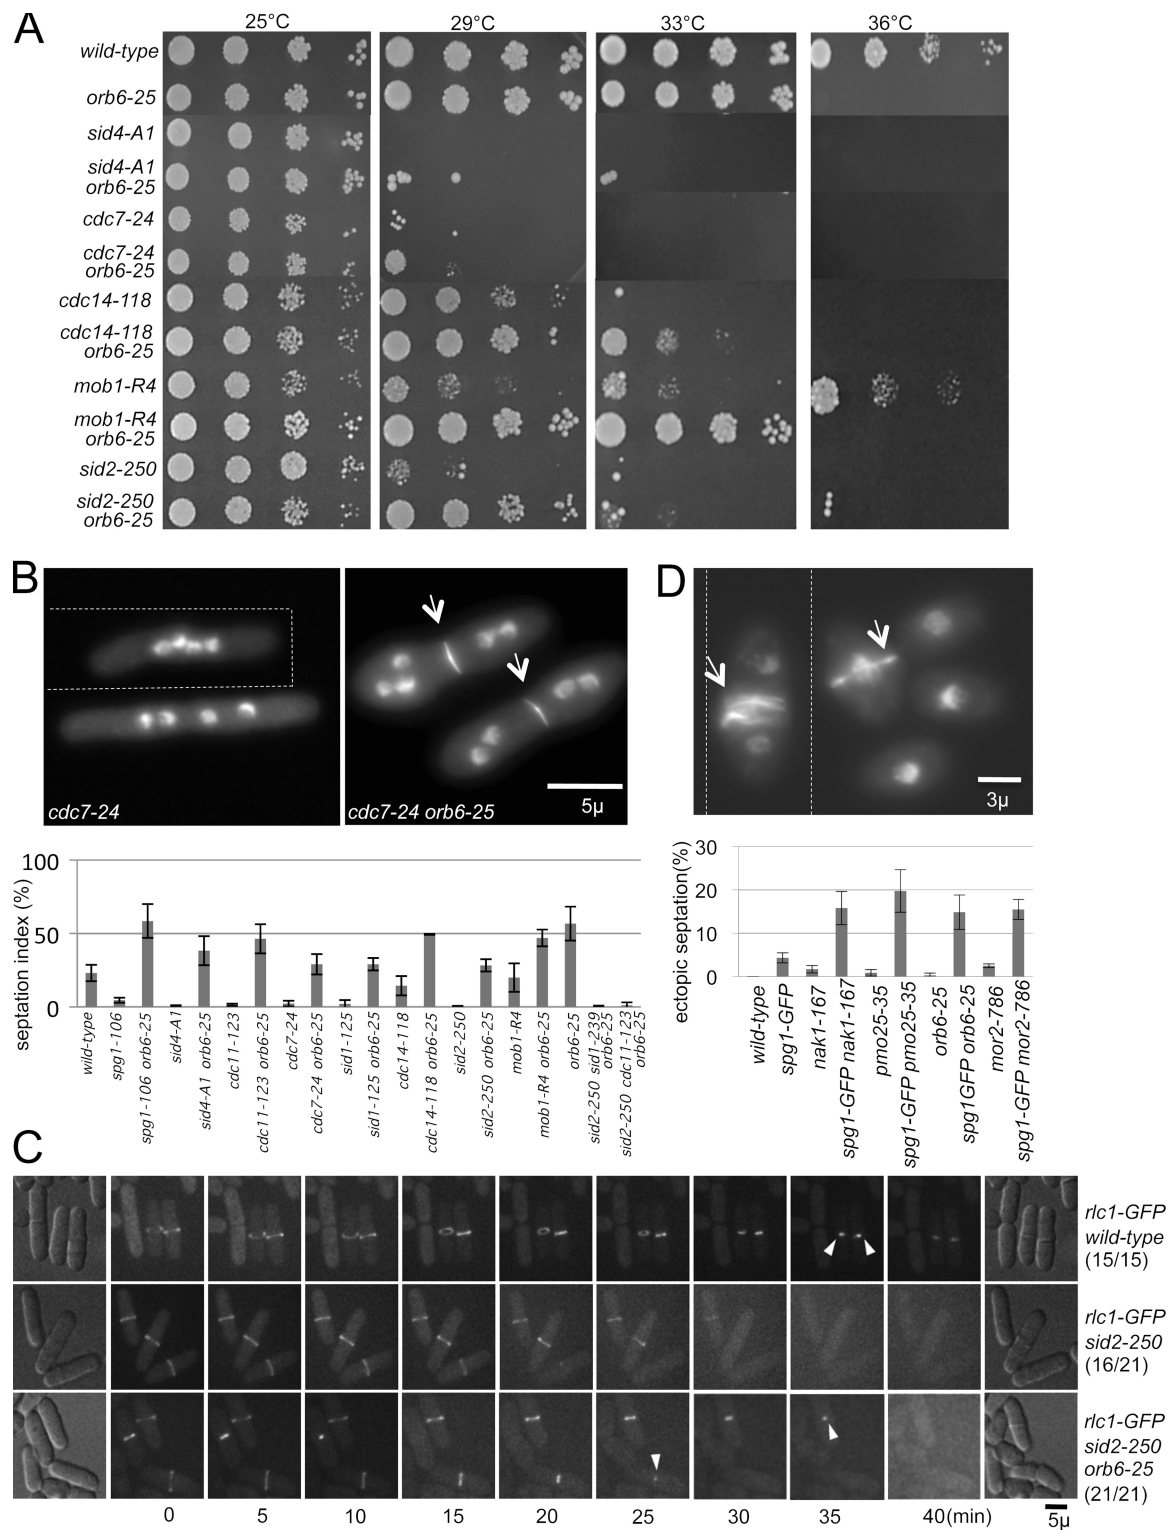 A
25°C 29°C 33°C 36°C
wild-type
orb6-25
sid4-A1
sid4-A1
orb6-25
cdc7-24
cdc7-24
orb6-25
cdc14-118
cdc14-118
orb6-25
mob1-R4
mob1-R4
orb6-25
sid2-250
sid2-250
orb6-25
B
cdc7-24
cdc7-24 orb6-25
5µ
septation index (%)
100
50
0
wild-type
spg1-106
spg1-106 orb6-25
sid4-A1
sid4-A1 orb6-25
cdc11-123
cdc11-123 orb6-25
cdc7-24
cdc7-24 orb6-25
sid1-125
sid1-125 orb6-25
cdc14-118
cdc14-118 orb6-25
sid2-250
sid2-250 orb6-25
mob1-R4
mob1-R4 orb6-25
orb6-25
sid2-250 sid1-239
orb6-25
sid2-250 cdc11-123
orb6-25
D
3µ
ectopic septation(%)
30
20
10
0
wild-type
spg1-GFP
nak1-167
spg1-GFP nak1-167
pmo25-35
spg1-GFP pmo25-35
orb6-25
spg1GFP orb6-25
mor2-786
spg1-GFP mor2-786
C
rlc1-GFP
wild-type
(15/15)
rlc1-GFP
sid2-250
(16/21)
rlc1-GFP
sid2-250
orb6-25
(21/21)
0 5 10 15 20 25 30 35 40(min)
5µ